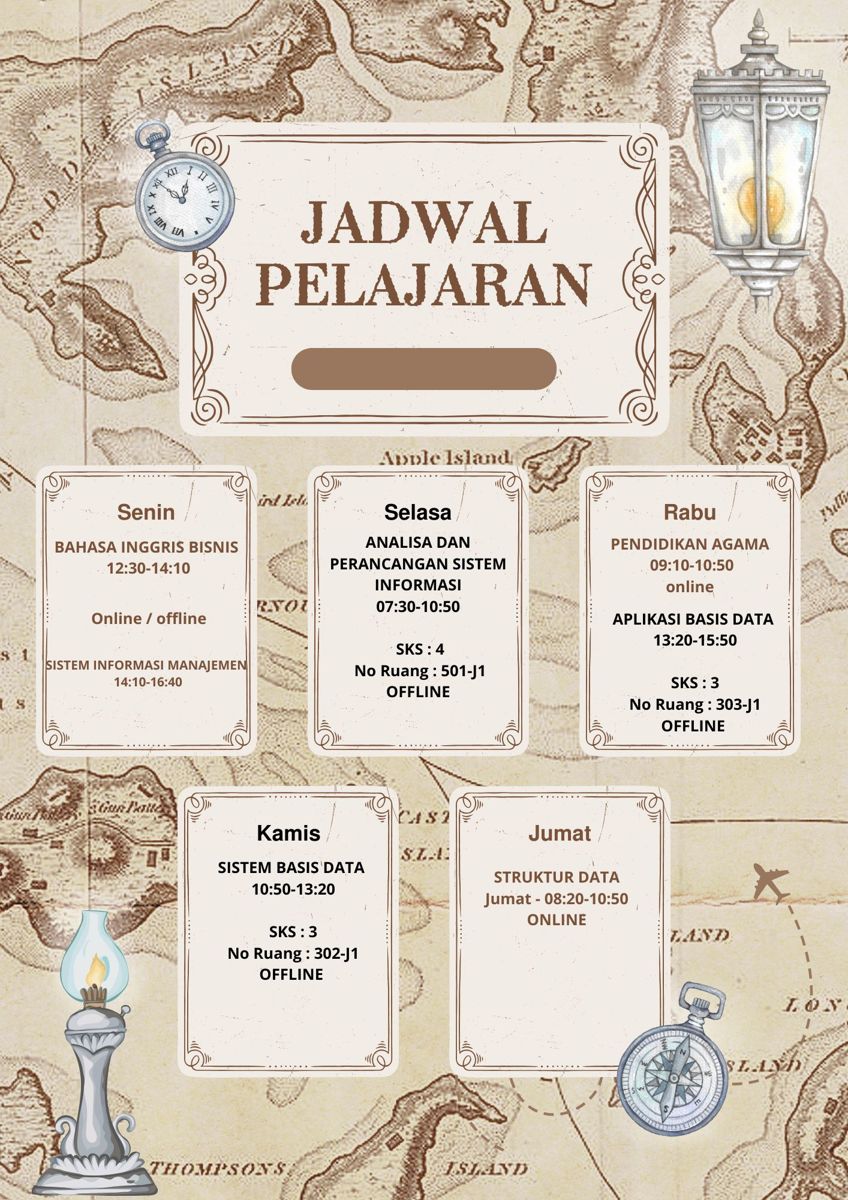 JADWAL
PELAJARAN
Apple Island
Senin
BAHASA INGGRIS BISNIS
12:30-14:10
Online / offline
SISTEM INFORMASI MANAJEMEN
14:10-16:40
Selasa
ANALISA DAN
PERANCANGAN SISTEM
INFORMASI
07:30-10:50
SKS : 4
No Ruang : 501-J1
OFFLINE
Rabu
PENDIDIKAN AGAMA
09:10-10:50
online
APLIKASI BASIS DATA
13:20-15:50
SKS : 3
No Ruang : 303-J1
OFFLINE
Kamis
SISTEM BASIS DATA
10:50-13:20
SKS : 3
No Ruang : 302-J1
OFFLINE
Jumat
STRUKTUR DATA
Jumat - 08:20-10:50
ONLINE
THOMPSONS ISLAND